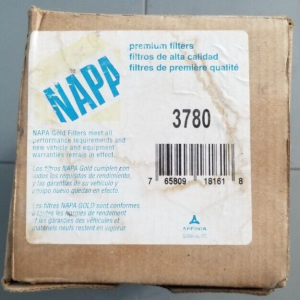 NAPA
premium filters
filtros de alta calidad
filtres de première qualité
3780
NAPA Gold Filters meet all
performance requirements and
new vehicle and equipment
warranties remain in effect.
Los filtros NAPA Gold cumplen con
todos los requisitos de rendimiento
y las garantías de su vehículo y
equipo nuevo quedan en efecto.
Les filtres NAPA GOLD sont conformes
à toutes les normes de rendement
et les garanties des véhicules et
matériels neufs restent en vigueur.
7 65809 18161 8
AFFINIA